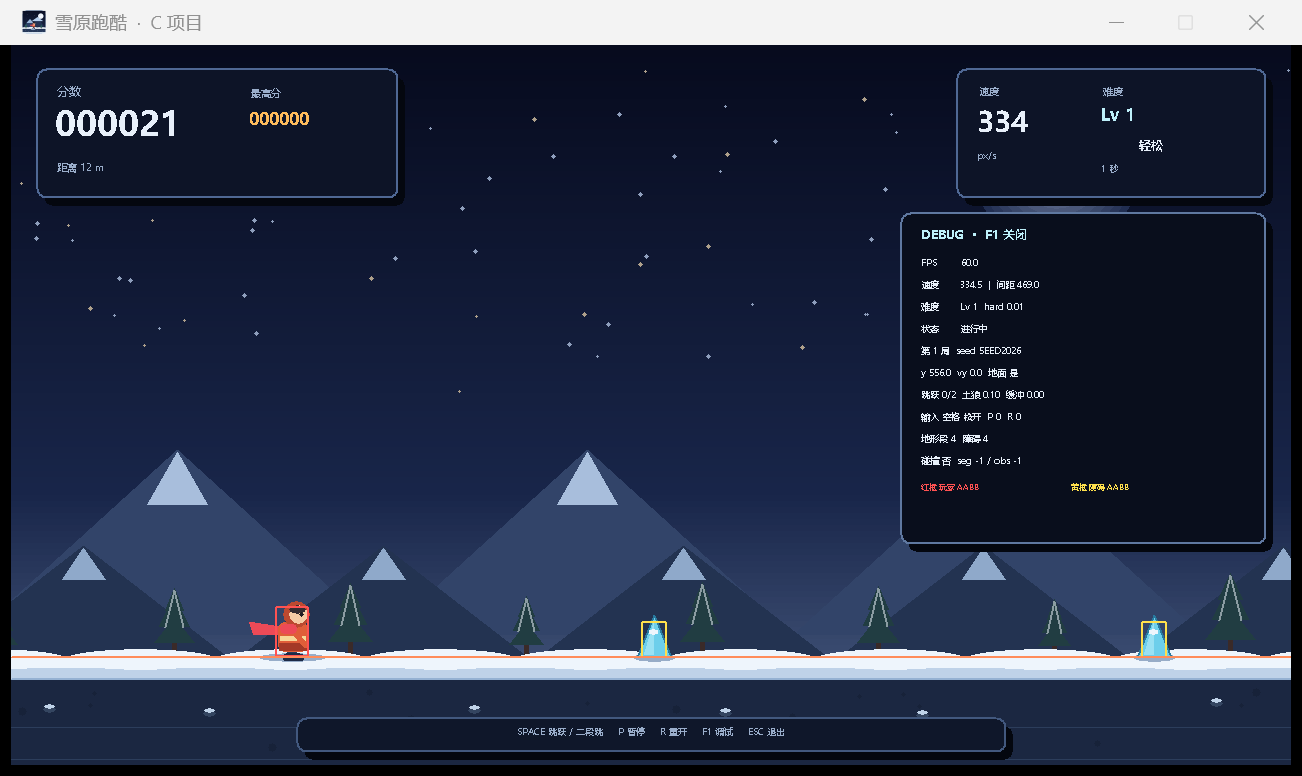 雪原跑酷 · C 项目
分数
最高分
000021
000000
距离 12 m
速度
难度
334
Lv 1
轻松
px/s
1 秒
DEBUG · F1 关闭
FPS 60.0
速度 334.5 | 间距 469.0
难度 Lv 1 hard 0.01
状态 进行中
第 1 周 seed SEED2026
y 556.0 vy 0.0 地面 是
跳跃 0/2 土狼 0.10 缓冲 0.00
输入 空格 松开 P 0 R 0
地形段 4 障碍 4
碰撞 否 seg -1 / obs -1
红框 玩家 AABB
黄框 障碍 AABB
SPACE 跳跃 / 二段跳 P 暂停 R 重开 F1 调试 ESC 退出